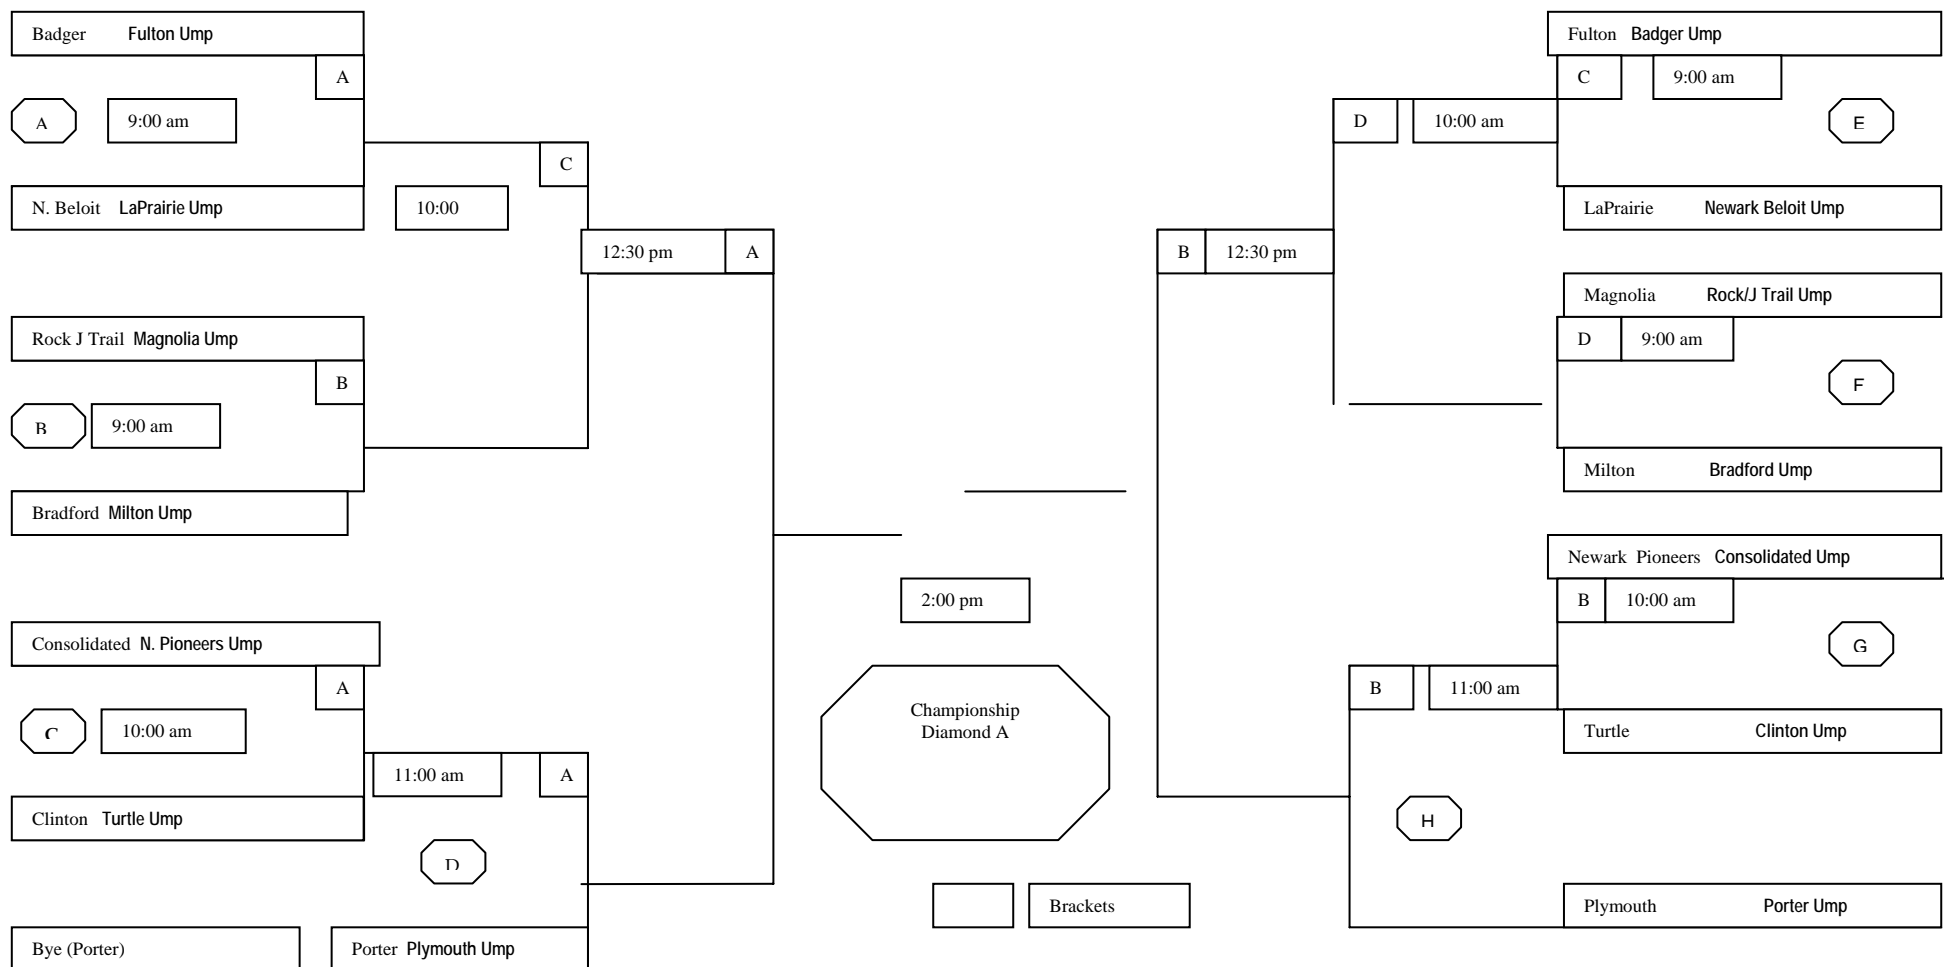 Badger Fulton Ump
A
A 9:00 am
C
N. Beloit LaPrairie Ump
10:00
12:30 pm A
Rock J Trail Magnolia Ump
B
B 9:00 am
Bradford Milton Ump
Consolidated N. Pioneers Ump
A
C 10:00 am
11:00 am A
Clinton Turtle Ump
D
Bye (Porter)
Porter Plymouth Ump
2:00 pm
Championship
Diamond A
Brackets
Fulton Badger Ump
C 9:00 am
D 10:00 am
E
LaPrairie Newark Beloit Ump
B 12:30 pm
Magnolia Rock/J Trail Ump
D 9:00 am
F
Milton Bradford Ump
Newark Pioneers Consolidated Ump
B 10:00 am
G
B 11:00 am
Turtle Clinton Ump
H
Plymouth Porter Ump